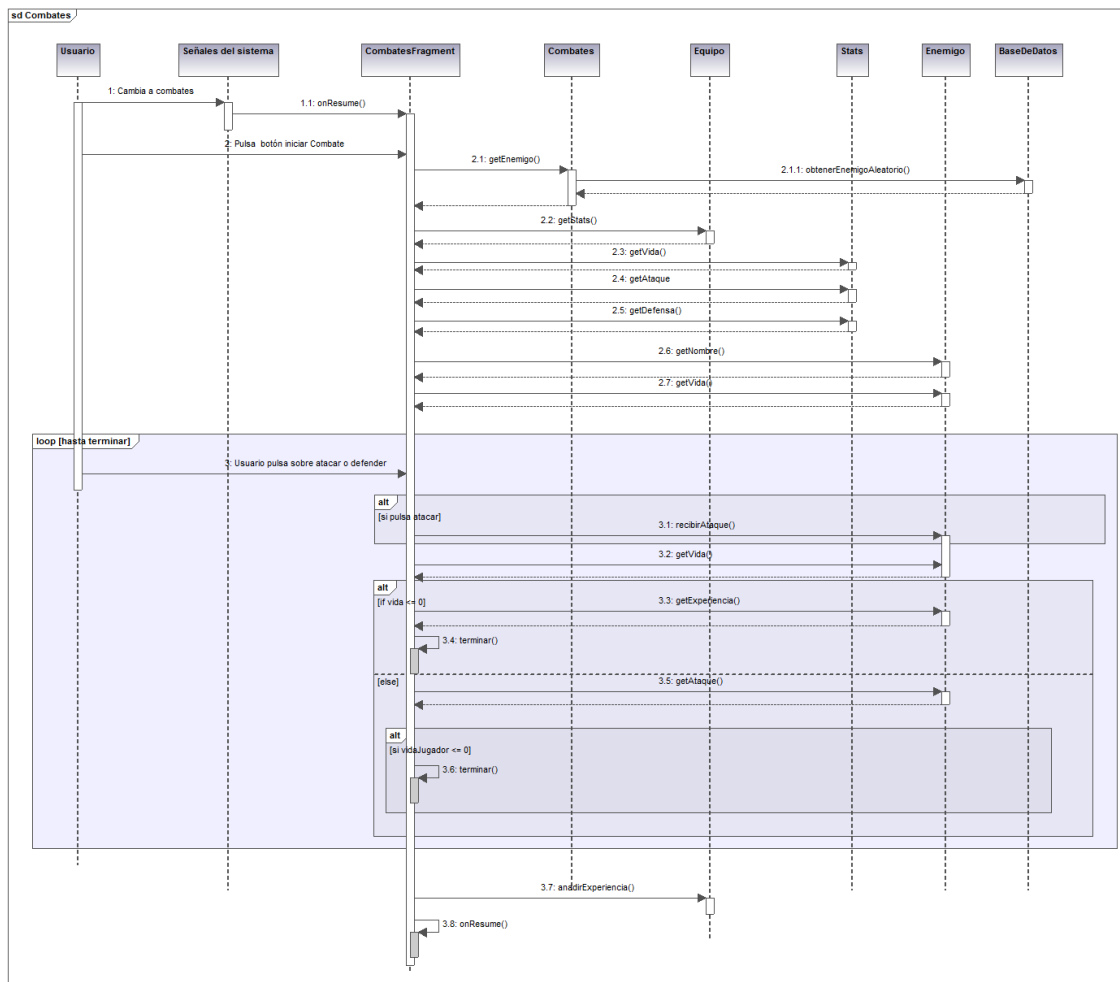 sd Combates
Usuario
Señales del sistema
CombatesFragment
Combates
Equipo
Stats
Enemigo
BaseDeDatos
1: Cambia a combates
1.1: onResume()
2: Pulsa botón iniciar Combate
2.1: getEnemigo()
2.1.1: obtenerEnemigoAleatorio()
2.2: getStats()
2.3: getVida()
2.4: getAtaque
2.5: getDefensa()
2.6: getNombre()
2.7: getVida()
loop [hasta terminar]
3: Usuario pulsa sobre atacar o defender
alt
[si pulsa atacar]
3.1: recibirAtaque()
3.2: getVida()
alt
[if vida <= 0]
3.3: getExperiencia()
3.4: terminar()
[else]
3.5: getAtaque()
alt
[si vidaJugador <= 0]
3.6: terminar()
3.7: anadirExperiencia()
3.8: onResume()